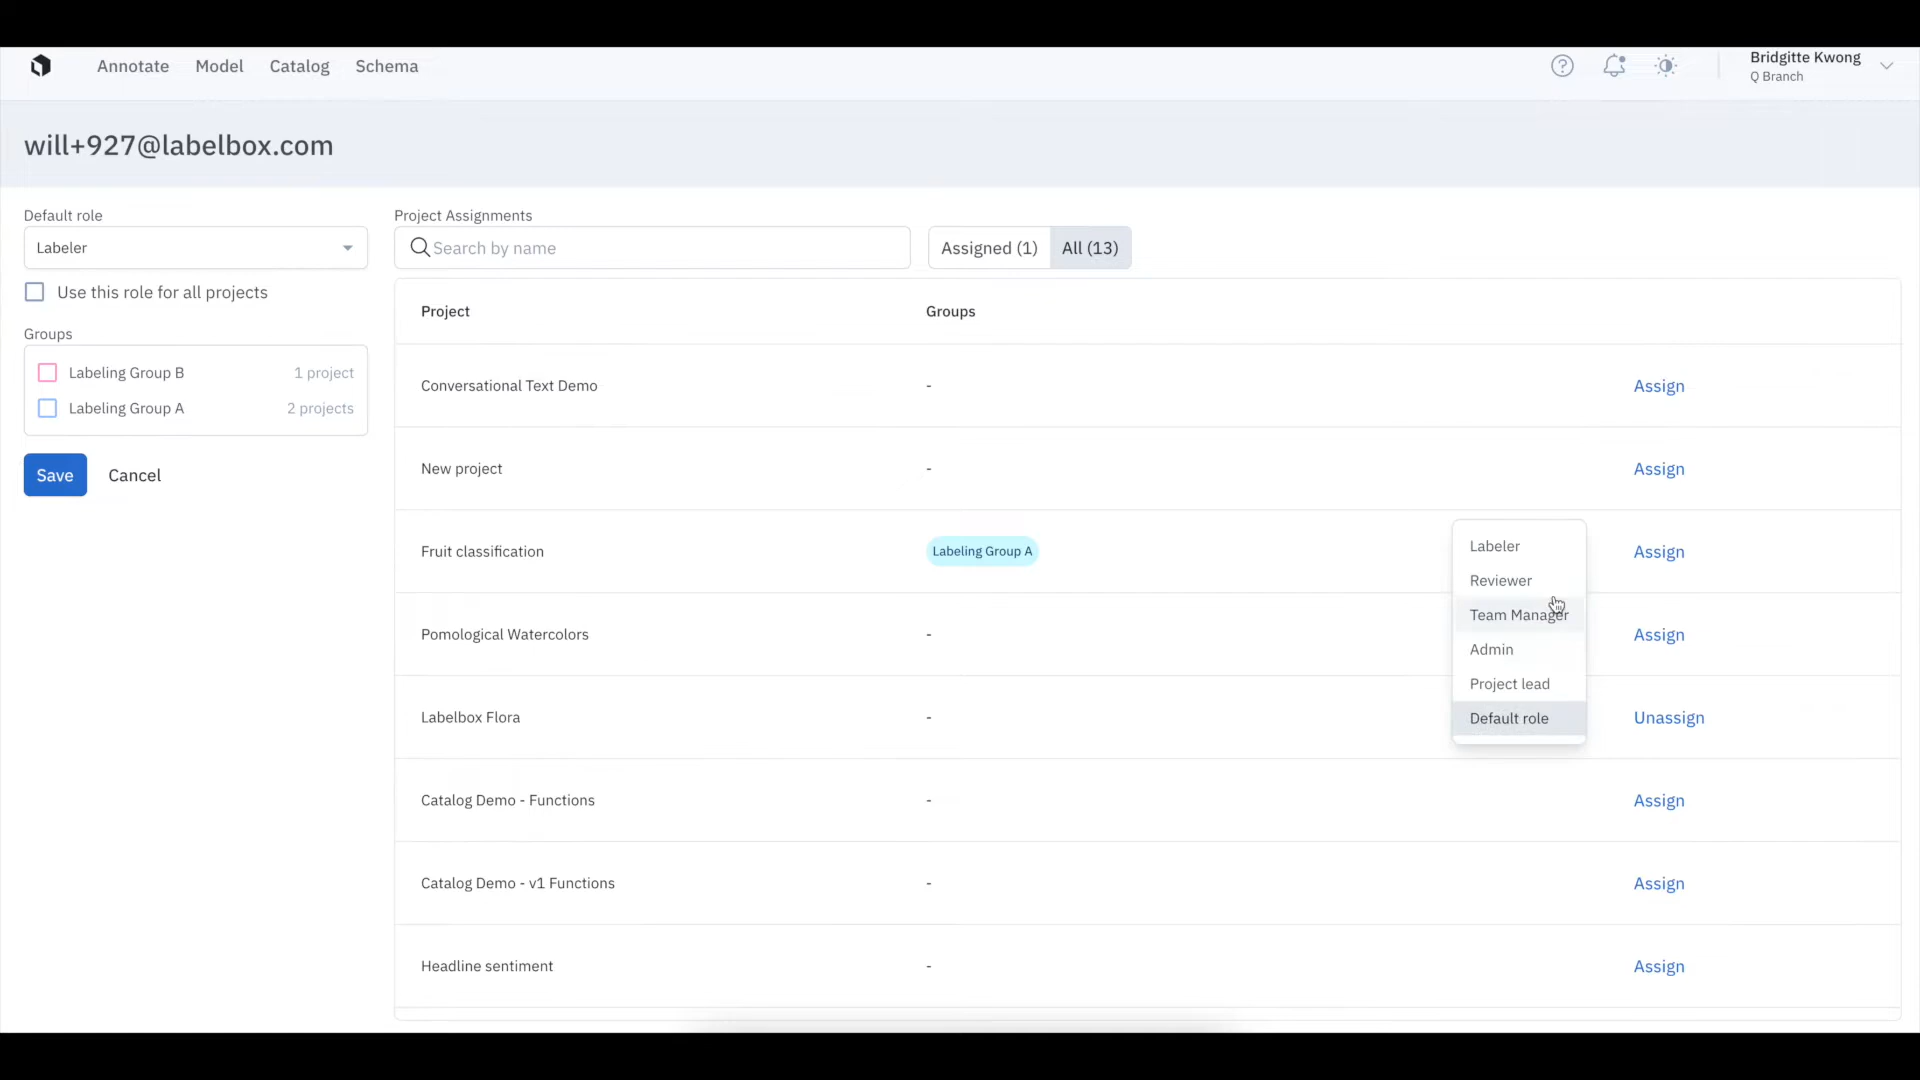 Annotate Model Catalog Schema
Bridgitte Kwong
Q Branch
will+927@labelbox.com
Default role
Labeler
Use this role for all projects
Groups
Labeling Group B 1 project
Labeling Group A 2 projects
Save Cancel
Project Assignments
Search by name
Assigned (1) All (13)
Project Groups
Conversational Text Demo - Assign
New project - Assign
Fruit classification Labeling Group A Assign
Pomological Watercolors - Assign
Labelbox Flora - Unassign
Catalog Demo - Functions - Assign
Catalog Demo - v1 Functions - Assign
Headline sentiment - Assign
Labeler
Reviewer
Team Manager
Admin
Project lead
Default role